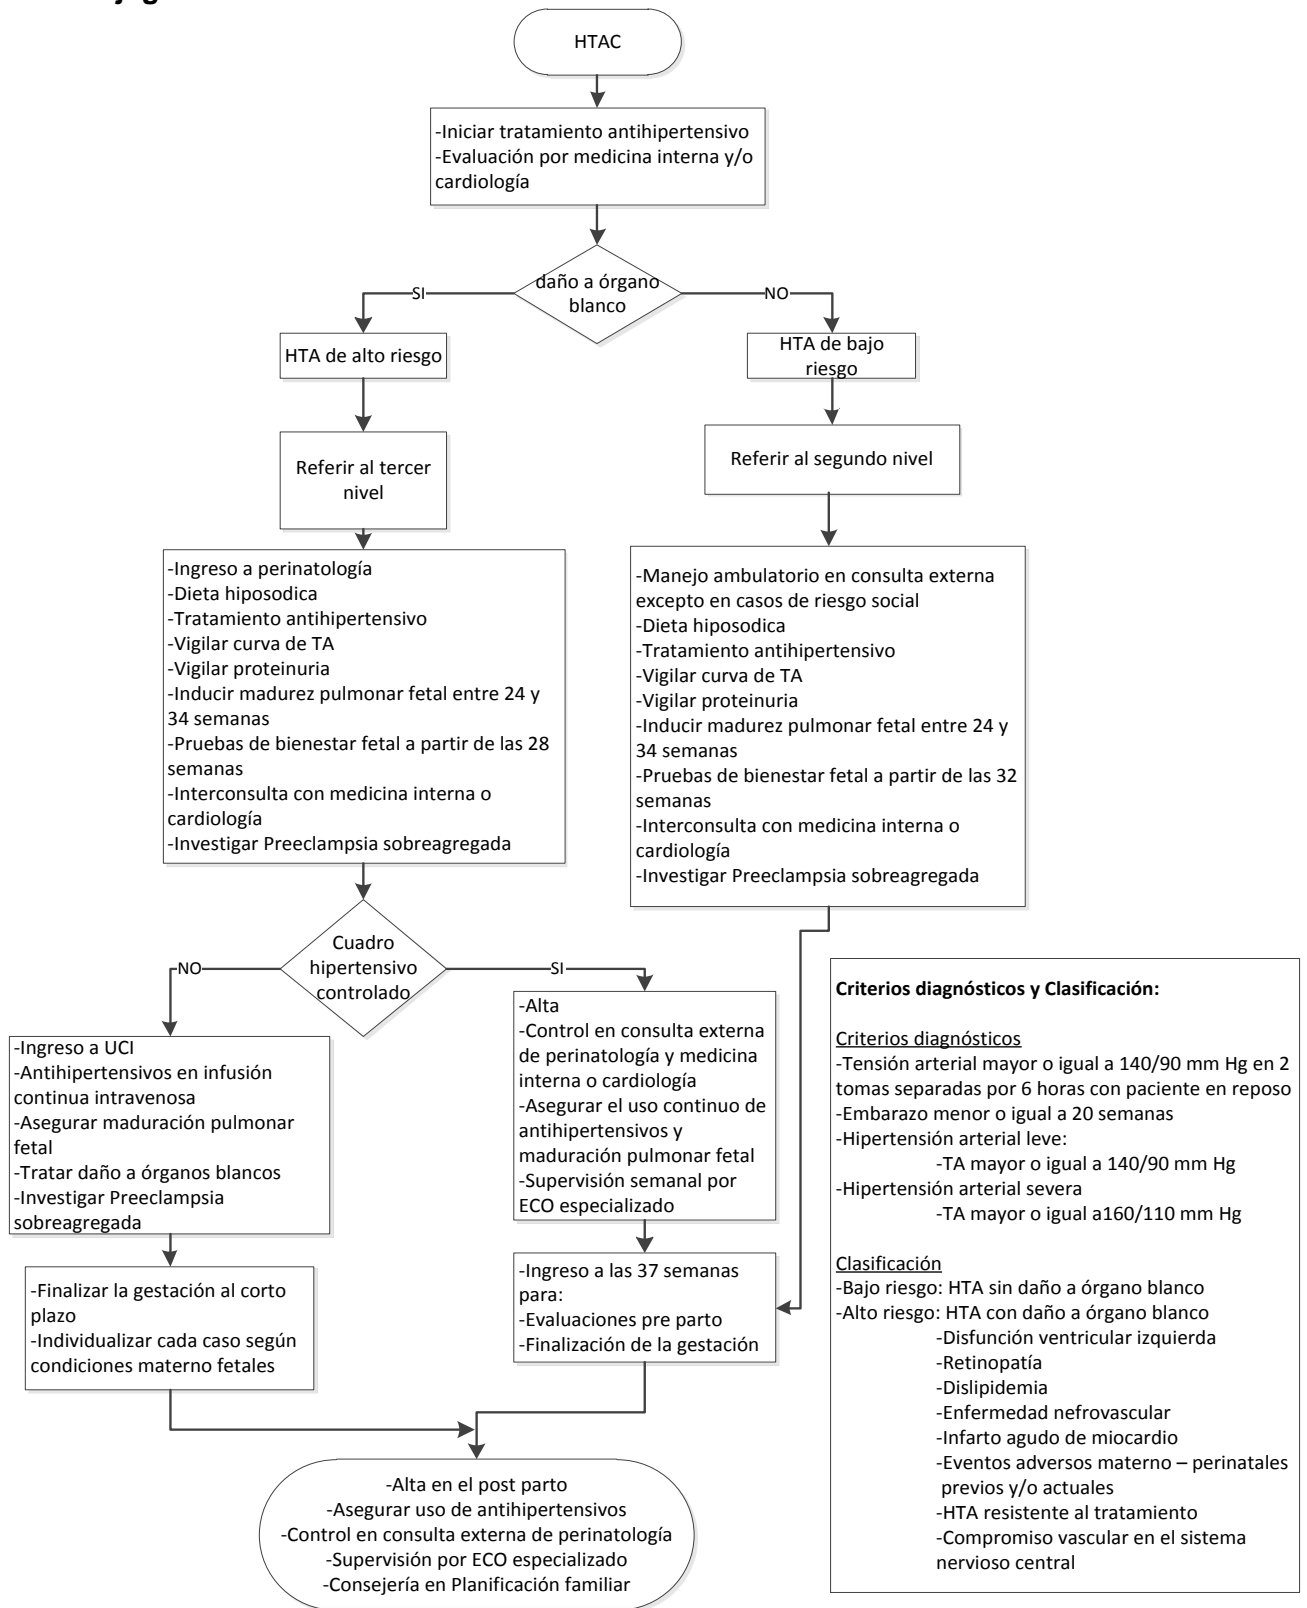 HTAC
-Iniciar tratamiento antihipertensivo
-Evaluación por medicina interna y/o
cardiología
daño a órgano
blanco
SI
NO
HTA de alto riesgo
HTA de bajo
riesgo
Referir al tercer
nivel
Referir al segundo nivel
-Ingreso a perinatología
-Dieta hiposodica
-Tratamiento antihipertensivo
-Vigilar curva de TA
-Vigilar proteinuria
-Inducir madurez pulmonar fetal entre 24 y
34 semanas
-Pruebas de bienestar fetal a partir de las 28
semanas
-Interconsulta con medicina interna o
cardiología
-Investigar Preeclampsia sobreagregada
-Manejo ambulatorio en consulta externa
excepto en casos de riesgo social
-Dieta hiposodica
-Tratamiento antihipertensivo
-Vigilar curva de TA
-Vigilar proteinuria
-Inducir madurez pulmonar fetal entre 24 y
34 semanas
-Pruebas de bienestar fetal a partir de las 32
semanas
-Interconsulta con medicina interna o
cardiología
-Investigar Preeclampsia sobreagregada
Cuadro
hipertensivo
controlado
NO
SI
-Ingreso a UCI
-Antihipertensivos en infusión
continua intravenosa
-Asegurar maduración pulmonar
fetal
-Tratar daño a órganos blancos
-Investigar Preeclampsia
sobreagregada
-Alta
-Control en consulta externa
de perinatología y medicina
interna o cardiología
-Asegurar el uso continuo de
antihipertensivos y
maduración pulmonar fetal
-Supervisión semanal por
ECO especializado
-Finalizar la gestación al corto
plazo
-Individualizar cada caso según
condiciones materno fetales
-Ingreso a las 37 semanas
para:
-Evaluaciones pre parto
-Finalización de la gestación
-Alta en el post parto
-Asegurar uso de antihipertensivos
-Control en consulta externa de perinatología
-Supervisión por ECO especializado
-Consejería en Planificación familiar
Criterios diagnósticos y Clasificación:
Criterios diagnósticos
-Tensión arterial mayor o igual a 140/90 mm Hg en 2
tomas separadas por 6 horas con paciente en reposo
-Embarazo menor o igual a 20 semanas
-Hipertensión arterial leve:
-TA mayor o igual a 140/90 mm Hg
-Hipertensión arterial severa
-TA mayor o igual a160/110 mm Hg
Clasificación
-Bajo riesgo: HTA sin daño a órgano blanco
-Alto riesgo: HTA con daño a órgano blanco
-Disfunción ventricular izquierda
-Retinopatía
-Dislipidemia
-Enfermedad nefrovascular
-Infarto agudo de miocardio
-Eventos adversos materno – perinatales
previos y/o actuales
-HTA resistente al tratamiento
-Compromiso vascular en el sistema
nervioso central